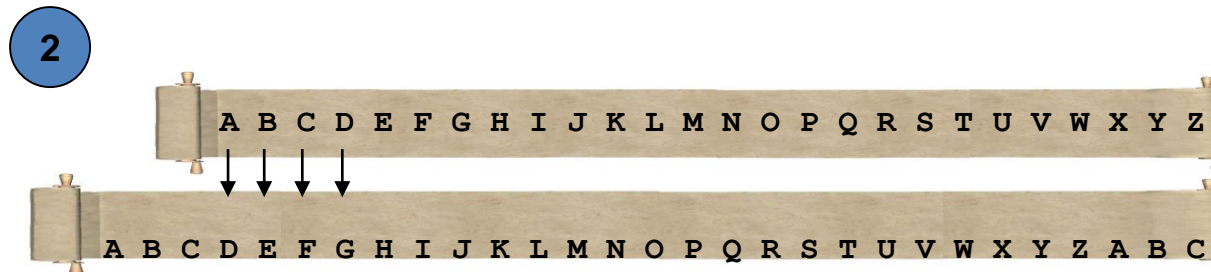 2
A B C D E F G H I J K L M N O P Q R S T U V W X Y Z
A B C D E F G H I J K L M N O P Q R S T U V W X Y Z A B C